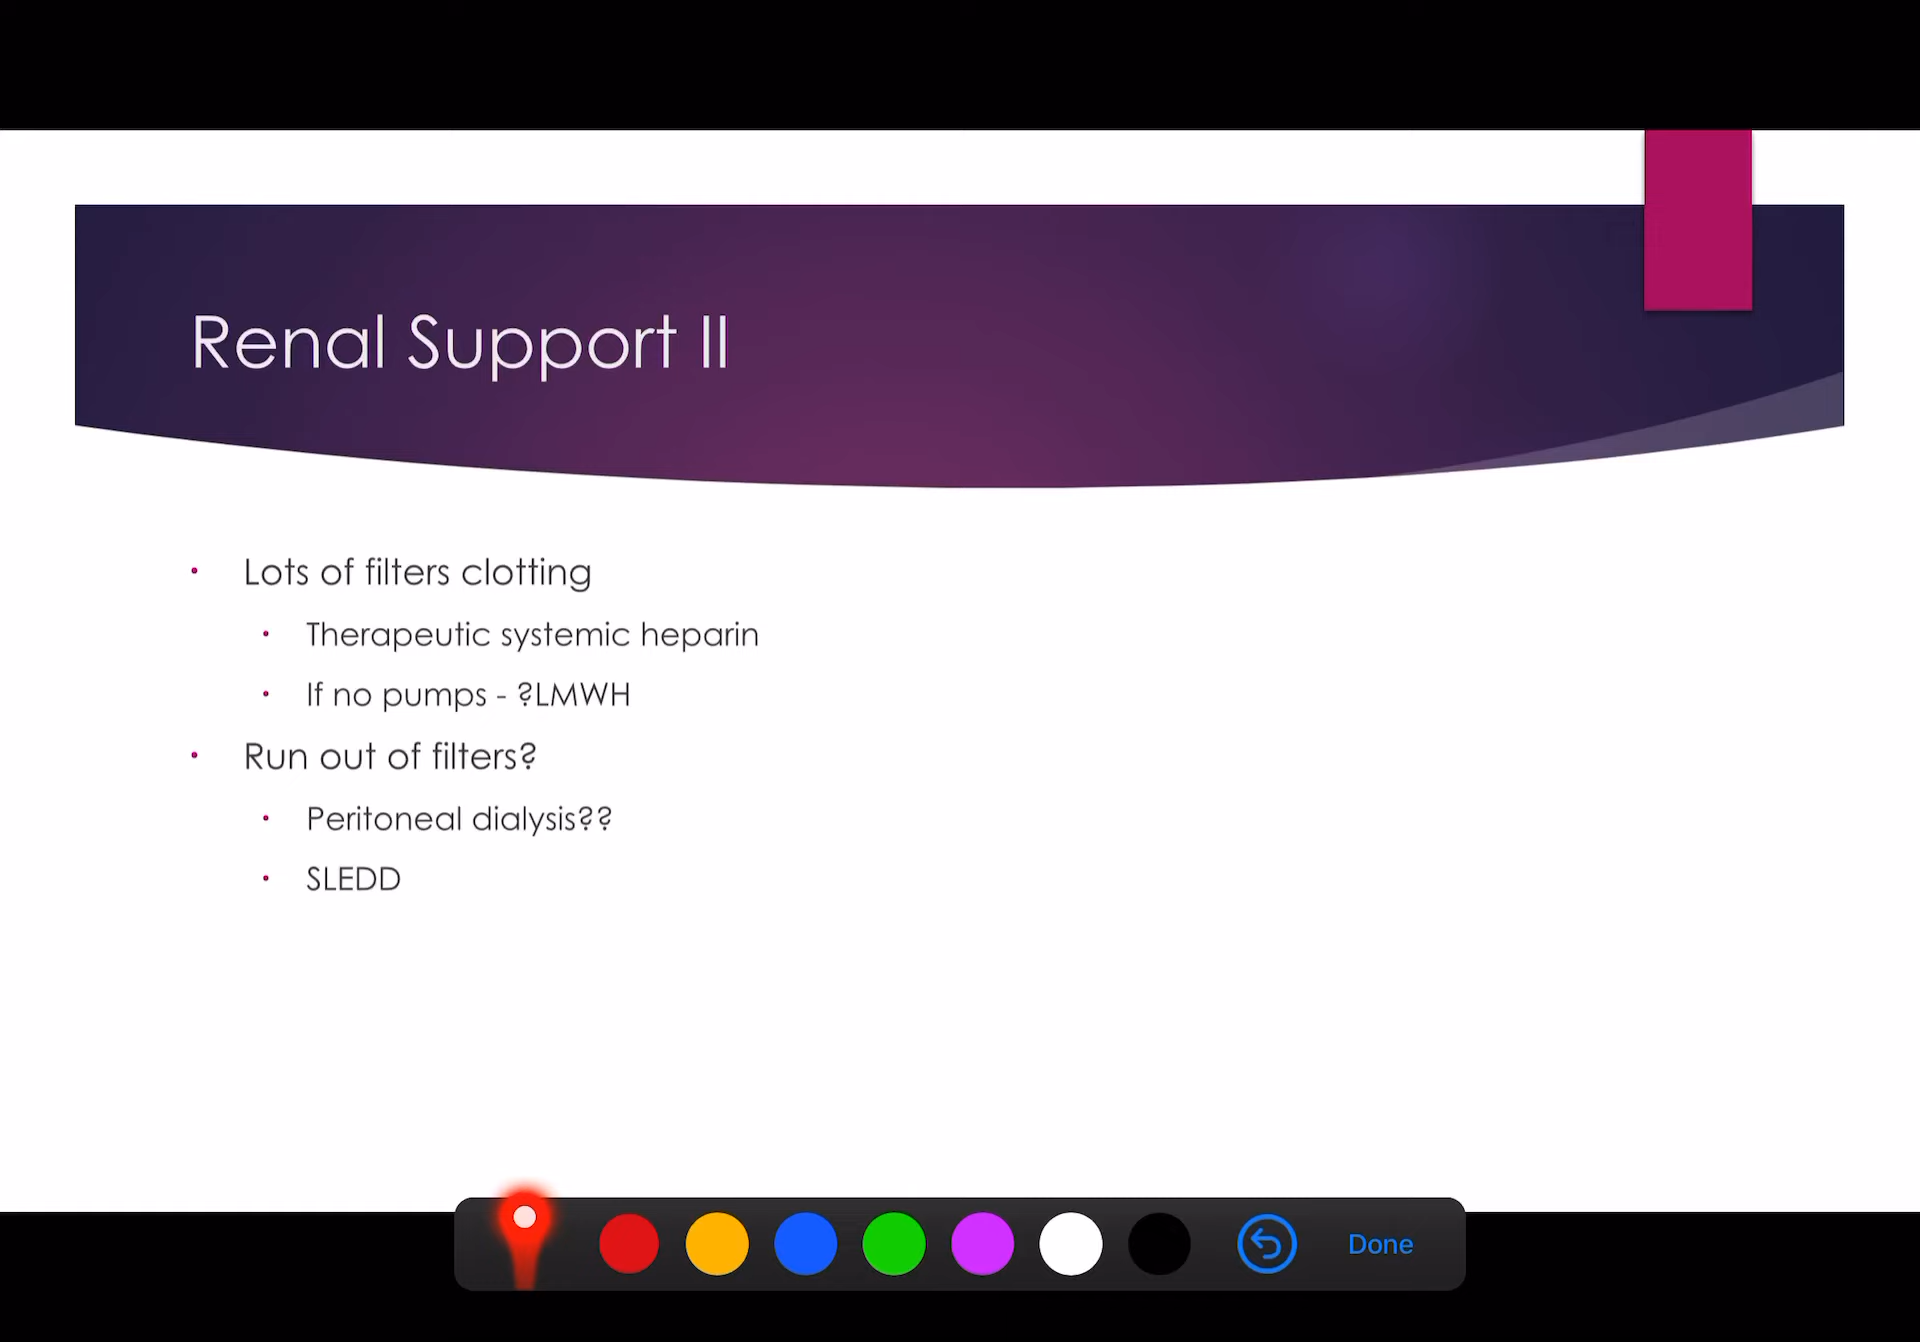 Renal Support II
Lots of filters clotting
Therapeutic systemic heparin
If no pumps - ?LMWH
Run out of filters?
Peritoneal dialysis??
SLEDD
Done